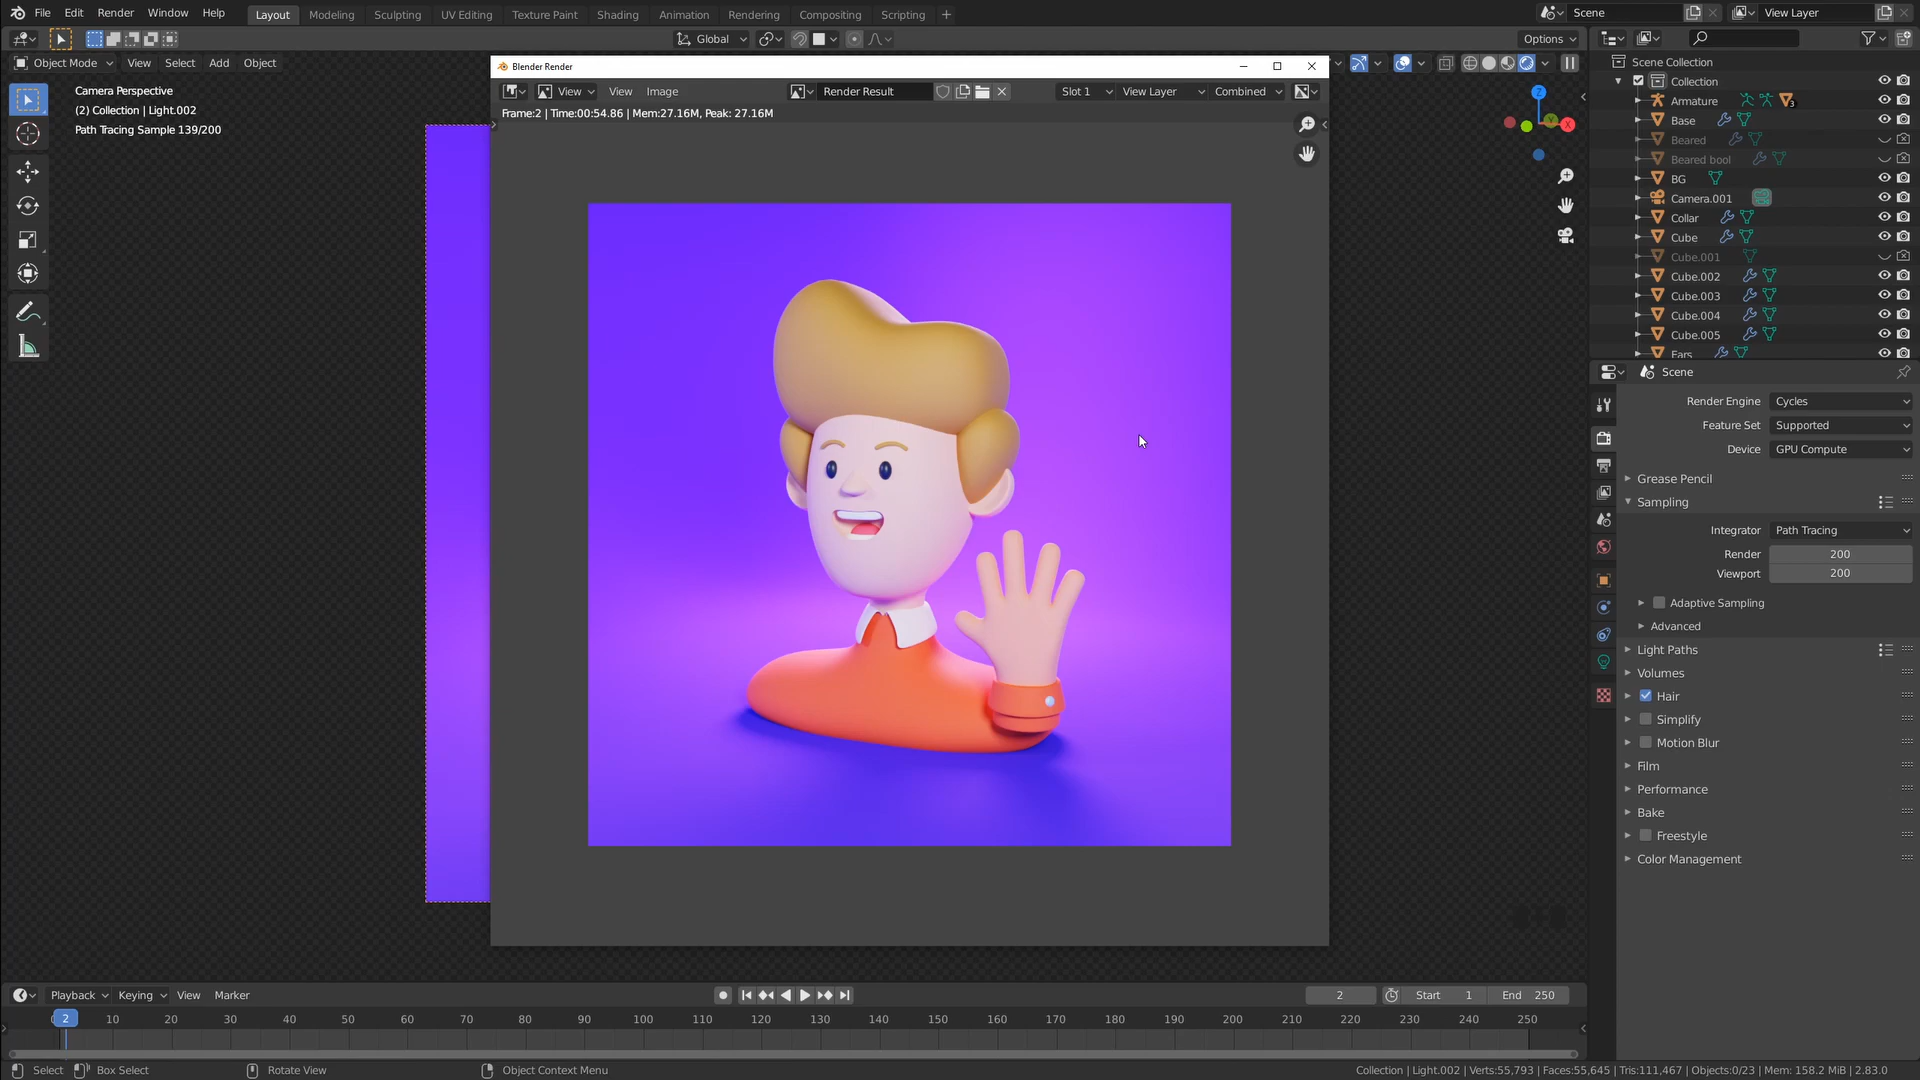 File Edit Render Window Help Layout Modeling Sculpting UV Editing Texture Paint Shading Animation Rendering Compositing Scripting + Scene View Layer
Global Options
Object Mode View Select Add Object
Blender Render
Camera Perspective
(2) Collection | Light.002
Path Tracing Sample 139/200
View View Image Render Result Slot 1 View Layer Combined
Frame:2 | Time:00:54.86 | Mem:27.16M, Peak: 27.16M
Z
Y
X
Scene Collection
Collection
Armature 3
Base
Beared
Beared bool
BG
Camera.001
Collar
Cube
Cube.001
Cube.002
Cube.003
Cube.004
Cube.005
Ears
Scene
Render Engine Cycles
Feature Set Supported
Device GPU Compute
Grease Pencil
Sampling
Integrator Path Tracing
Render 200
Viewport 200
Adaptive Sampling
Advanced
Light Paths
Volumes
Hair
Simplify
Motion Blur
Film
Performance
Bake
Freestyle
Color Management
Playback Keying View Marker 2 Start 1 End 250
2 10 20 30 40 50 60 70 80 90 100 110 120 130 140 150 160 170 180 190 200 210 220 230 240 250
Select Box Select Rotate View Object Context Menu Collection | Light.002 | Verts:55,793 | Faces:55,645 | Tris:111,467 | Objects:0/23 | Mem: 158.2 MiB | 2.83.0